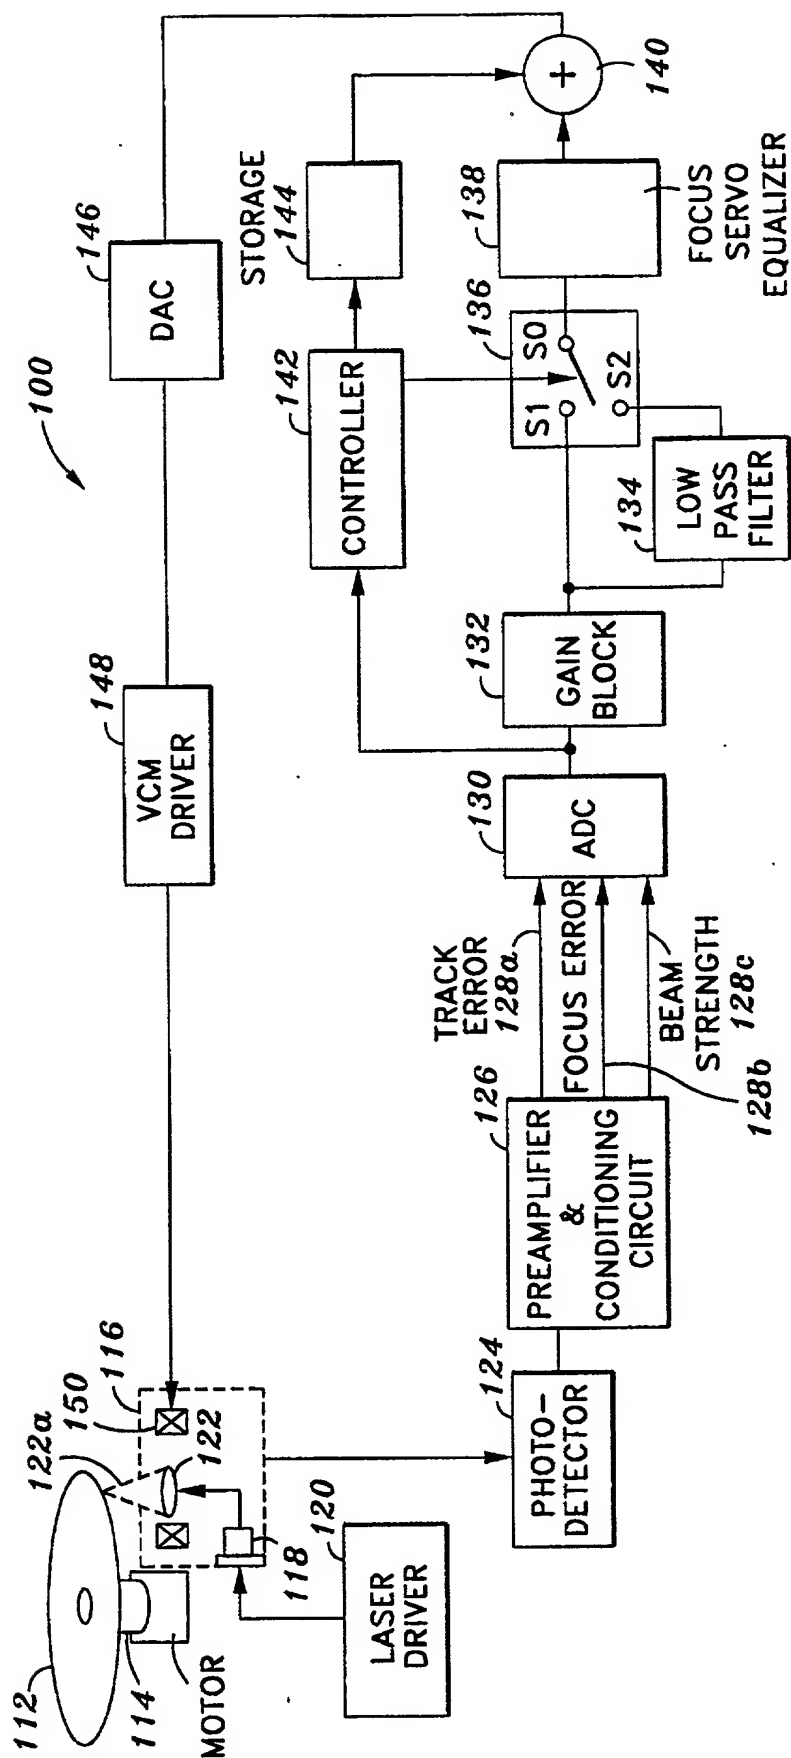 100
112
114
MOTOR
122a
150
116
122
118
120
LASER
DRIVER
148
VCM
DRIVER
146
DAC
124
PHOTO-
DETECTOR
126
PREAMPLIFIER
&
CONDITIONING
CIRCUIT
TRACK
ERROR
128a
FOCUS ERROR
128b
BEAM
STRENGTH
128c
130
ADC
132
GAIN
BLOCK
134
LOW
PASS
FILTER
142
CONTROLLER
STORAGE
144
136
S1
S0
S2
138
FOCUS
SERVO
EQUALIZER
+
140